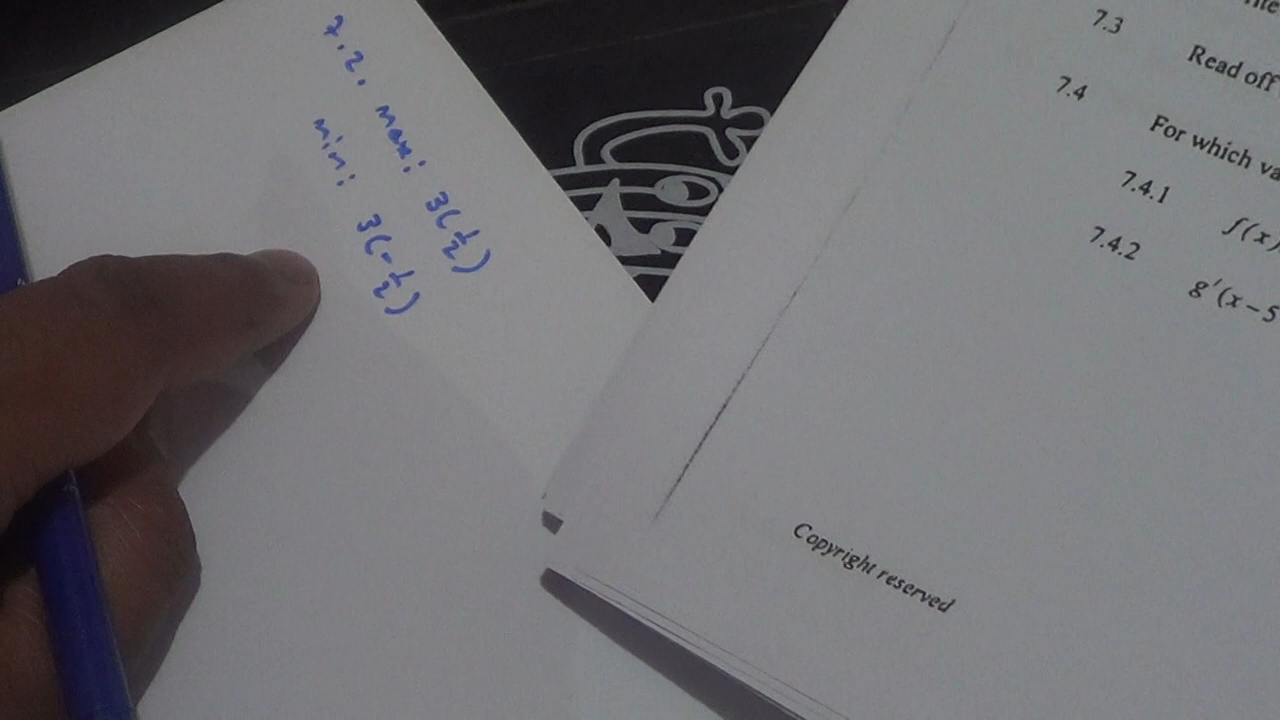 7.2. max: 3(½)
min: 3(-½)
7.3 Read off
7.4 For which va
7.4.1 f(x)
7.4.2 g'(x-5
Copyright reserved